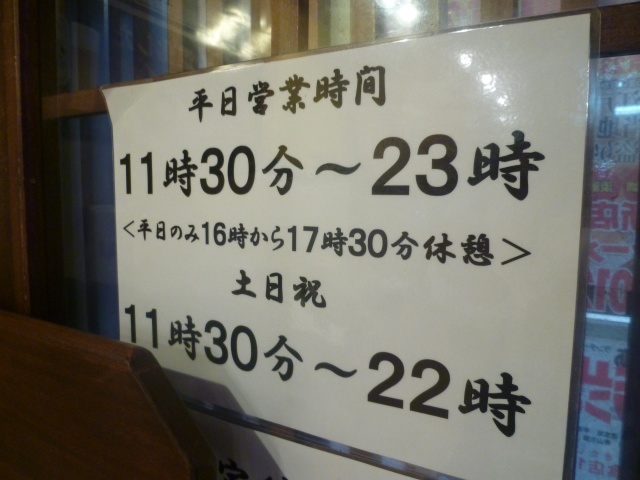 平日営業時間
11時30分～23時
＜平日のみ16時から17時30分休憩＞
土日祝
11時30分～22時